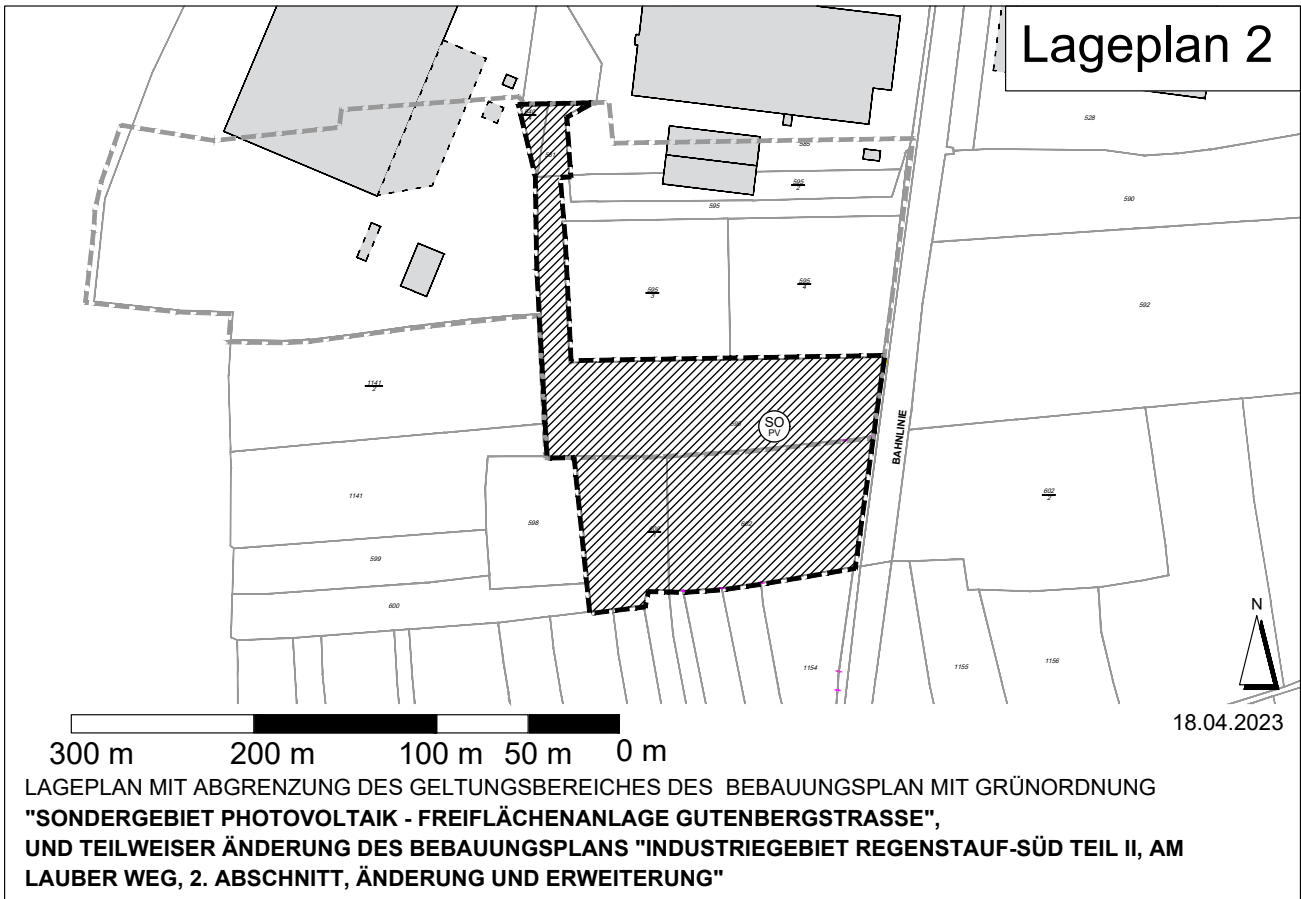 Lageplan 2
528
585
595
2
595
590
595
3
595
4
592
1141
2
SO
PV
BAHNLINIE
1141
598
602
2
599
602
600
1154
1155
1156
N
18.04.2023
300 m 200 m 100 m 50 m 0 m
LAGEPLAN MIT ABGRENZUNG DES GELTUNGSBEREICHES DES BEBAUUNGSPLAN MIT GRÜNORDNUNG
"SONDERGEBIET PHOTOVOLTAIK - FREIFLÄCHENANLAGE GUTENBERGSTRASSE",
UND TEILWEISER ÄNDERUNG DES BEBAUUNGSPLANS "INDUSTRIEGEBIET REGENSTAUF-SÜD TEIL II, AM
LAUBER WEG, 2. ABSCHNITT, ÄNDERUNG UND ERWEITERUNG"